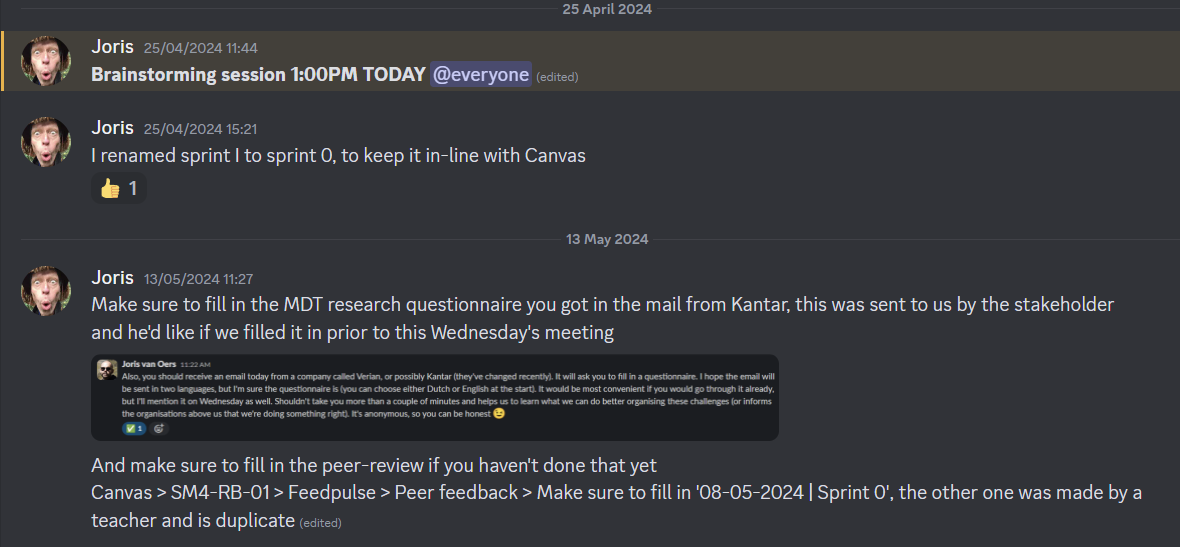 25 April 2024
Joris 25/04/2024 11:44
Brainstorming session 1:00PM TODAY @everyone (edited)
Joris 25/04/2024 15:21
I renamed sprint I to sprint 0, to keep it in-line with Canvas
👍 1
13 May 2024
Joris 13/05/2024 11:27
Make sure to fill in the MDT research questionnaire you got in the mail from Kantar, this was sent to us by the stakeholder
and he'd like if we filled it in prior to this Wednesday's meeting
Joris van Oers 11:22 AM
Also, you should receive an email today from a company called Verian, or possibly Kantar (they've changed recently). It will ask you to fill in a questionnaire. I hope the email will
be sent in two languages, but I'm sure the questionnaire is (you can choose either Dutch or English at the start). It would be most convenient if you would go through it already,
but I'll mention it on Wednesday as well. Shouldn't take you more than a couple of minutes and helps us to learn what we can do better organising these challenges (or informs
the organisations above us that we're doing something right). It's anonymous, so you can be honest 😉
✅ 1
And make sure to fill in the peer-review if you haven't done that yet
Canvas > SM4-RB-01 > Feedpulse > Peer feedback > Make sure to fill in '08-05-2024 | Sprint 0', the other one was made by a
teacher and is duplicate (edited)